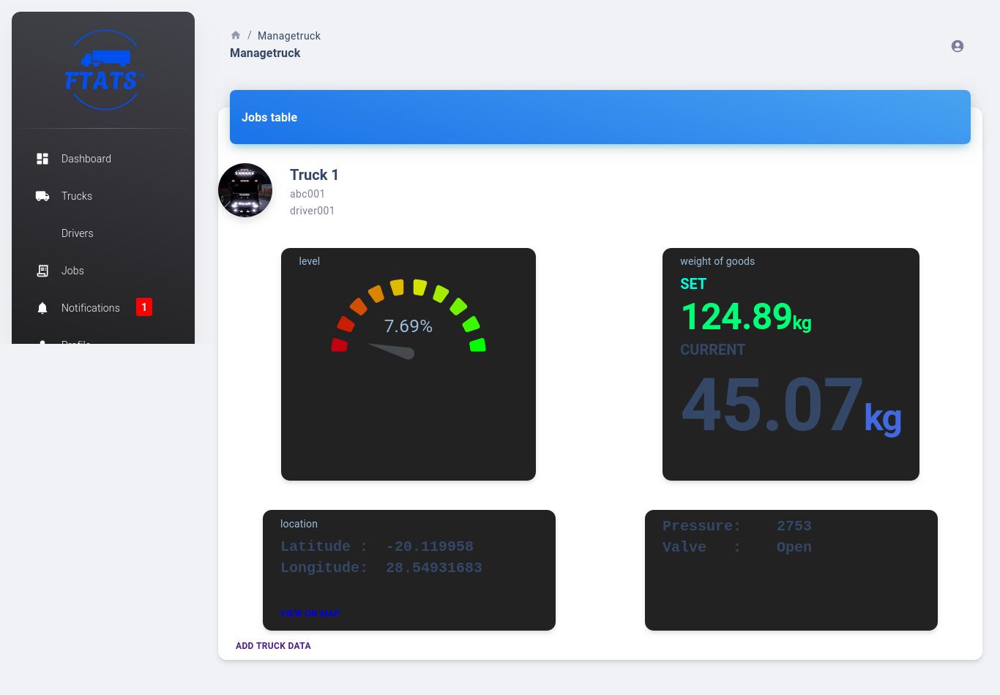 FTATS
Dashboard
Trucks
Drivers
Jobs
Notifications 1
Profile
/ Managetruck
Managetruck
Jobs table
Truck 1
abc001
driver001
level
7.69%
weight of goods
SET
124.89kg
CURRENT
45.07kg
location
Latitude : -20.119958
Longitude: 28.54931683
VIEW ON MAP
Pressure: 2753
Valve : Open
ADD TRUCK DATA